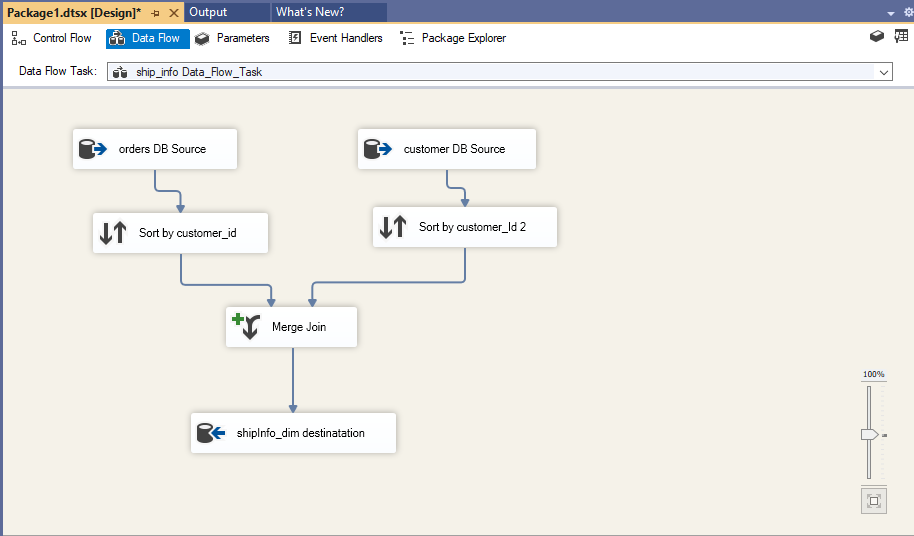 Package1.dtsx [Design]* Output What's New?
Control Flow Data Flow Parameters Event Handlers Package Explorer
Data Flow Task: ship_info Data_Flow_Task
orders DB Source customer DB Source
Sort by customer_id Sort by customer_Id 2
Merge Join
100%
shipInfo_dim destinatation